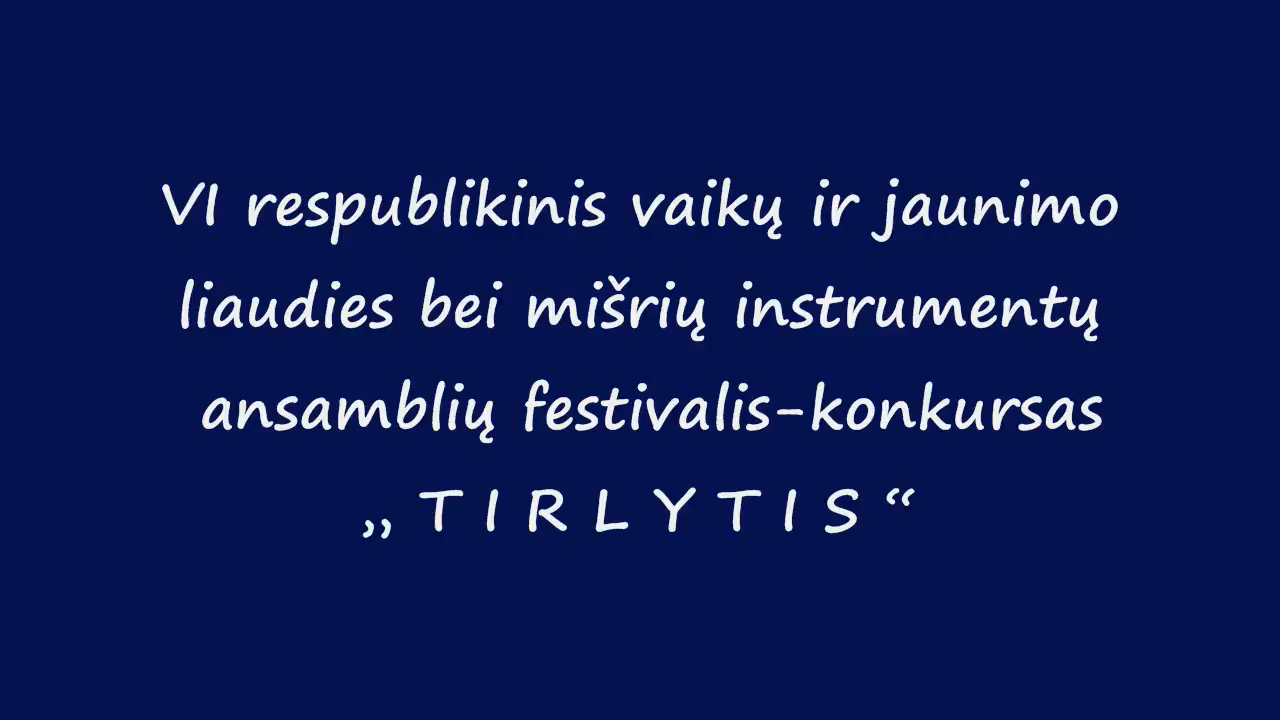 VI respublikinis vaikų ir jaunimo
liaudies bei mišrių instrumentų
ansamblių festivalis-konkursas
„ T I R L Y T I S “